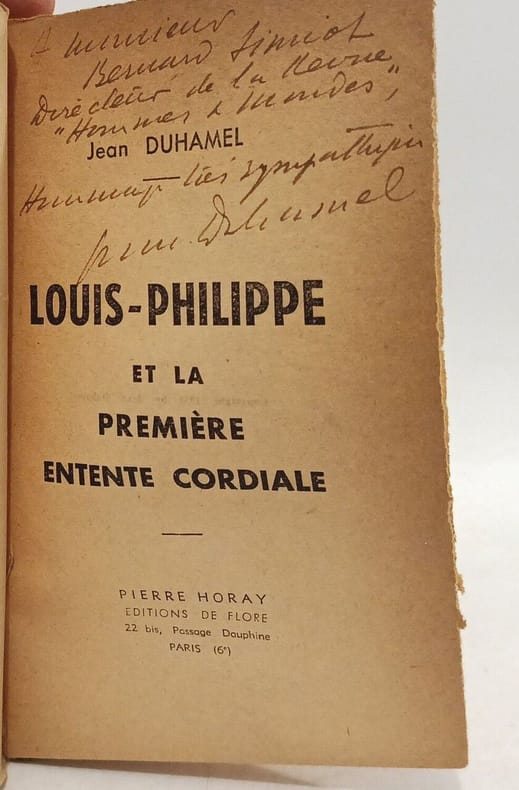 A Monsieur
Bernard Simiot
Directeur de la Revue
"Hommes & Mondes",
Jean DUHAMEL
Hommage très sympathique
Jean Duhamel
LOUIS-PHILIPPE
ET LA
PREMIÈRE
ENTENTE CORDIALE
PIERRE HORAY
EDITIONS DE FLORE
22 bis, Passage Dauphine
PARIS (6ᵉ)